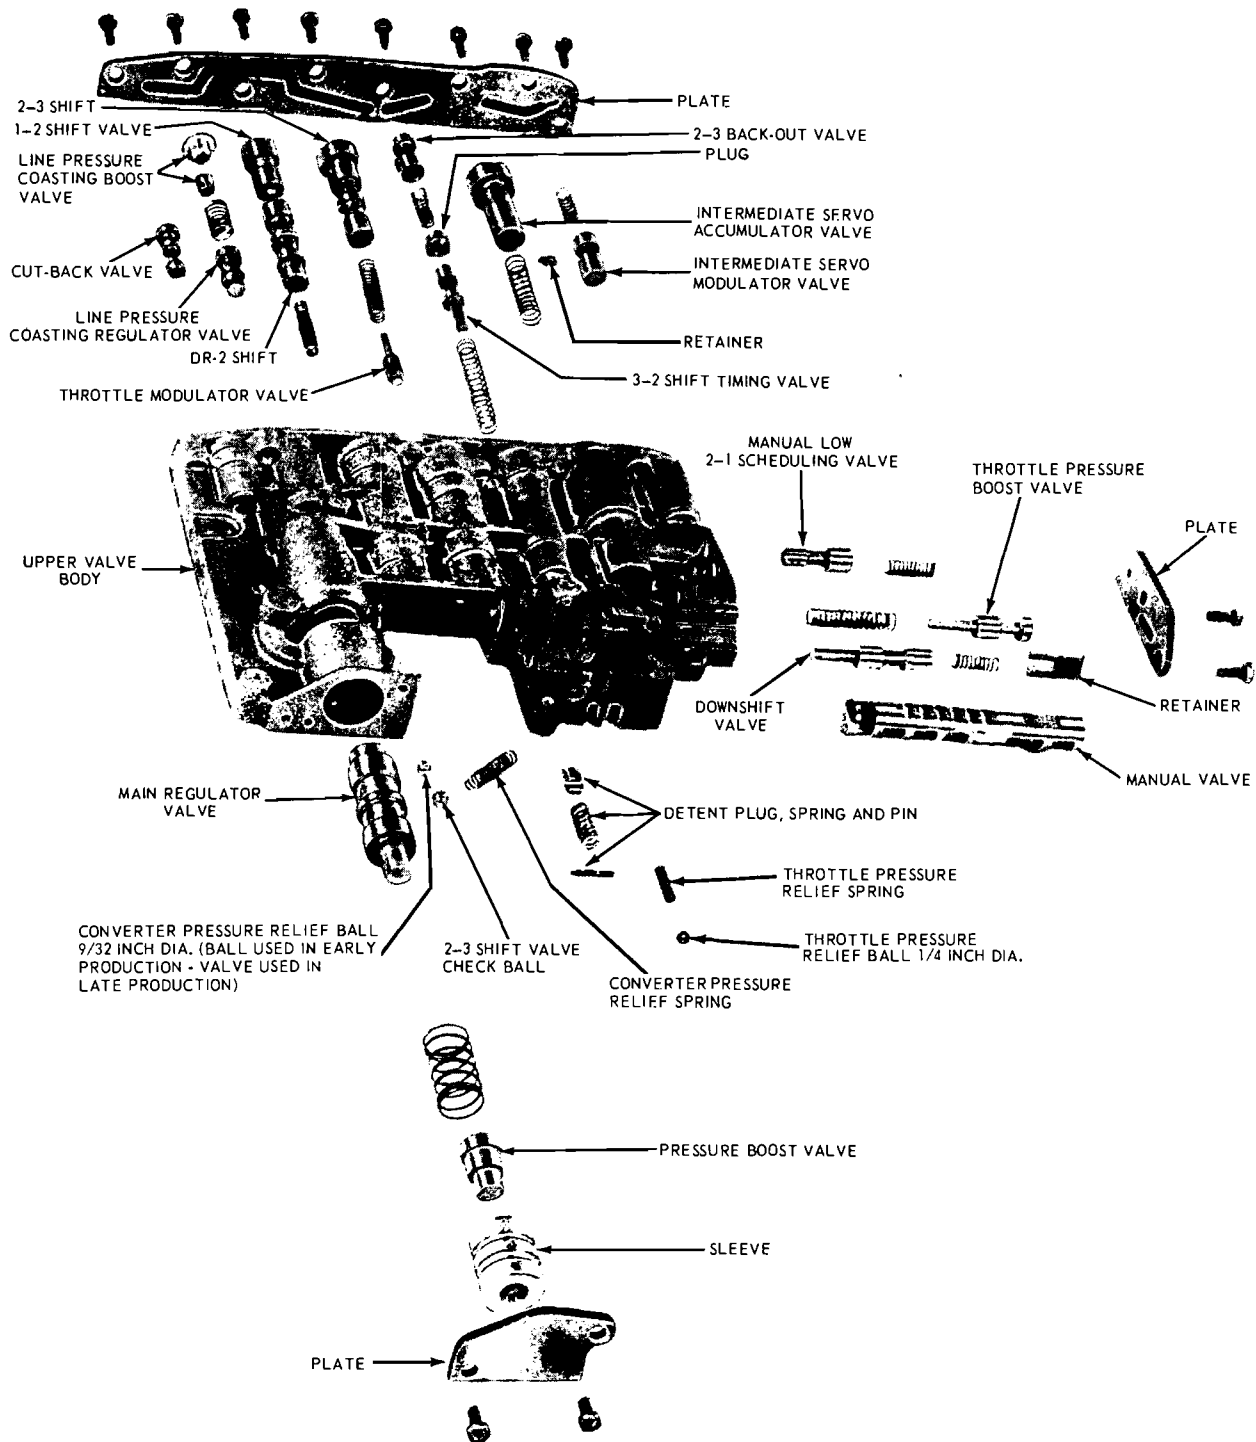 PLATE
2-3 SHIFT
1-2 SHIFT VALVE
2-3 BACK-OUT VALVE
PLUG
LINE PRESSURE
COASTING BOOST
VALVE
INTERMEDIATE SERVO
ACCUMULATOR VALVE
CUT-BACK VALVE
INTERMEDIATE SERVO
MODULATOR VALVE
LINE PRESSURE
COASTING REGULATOR VALVE
RETAINER
DR-2 SHIFT
3-2 SHIFT TIMING VALVE
THROTTLE MODULATOR VALVE
MANUAL LOW
2-1 SCHEDULING VALVE
THROTTLE PRESSURE
BOOST VALVE
PLATE
UPPER VALVE
BODY
DOWNSHIFT
VALVE
RETAINER
MANUAL VALVE
MAIN REGULATOR
VALVE
DETENT PLUG, SPRING AND PIN
THROTTLE PRESSURE
RELIEF SPRING
CONVERTER PRESSURE RELIEF BALL
9/32 INCH DIA. (BALL USED IN EARLY
PRODUCTION - VALVE USED IN
LATE PRODUCTION)
2-3 SHIFT VALVE
CHECK BALL
THROTTLE PRESSURE
RELIEF BALL 1/4 INCH DIA.
CONVERTER PRESSURE
RELIEF SPRING
PRESSURE BOOST VALVE
SLEEVE
PLATE